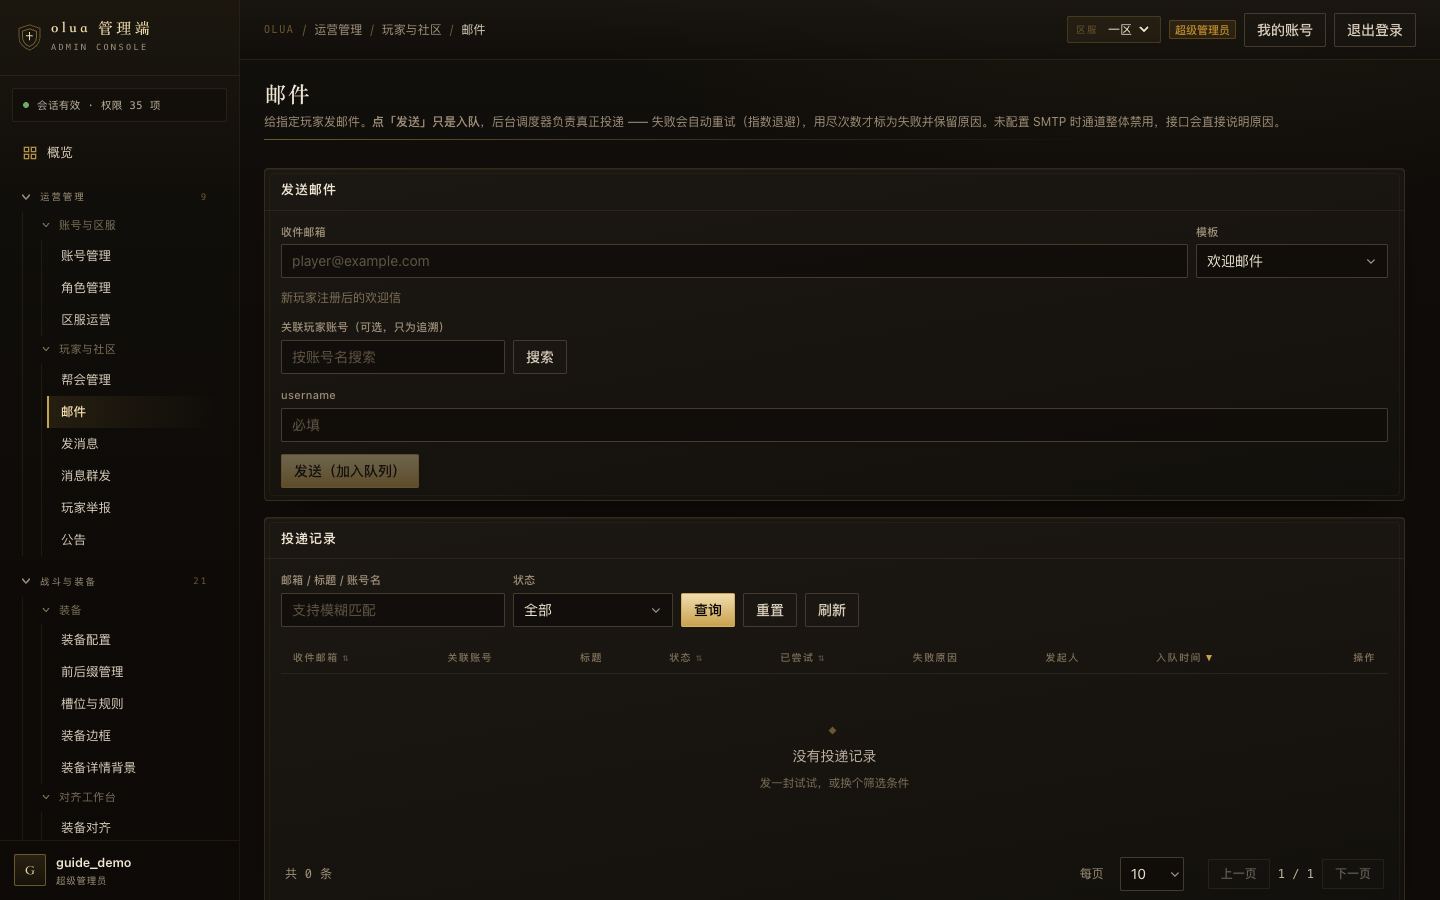 olua 管理端
ADMIN CONSOLE
会话有效 · 权限 35 项
概览
运营管理 9
账号与区服
账号管理
角色管理
区服运营
玩家与社区
帮会管理
邮件
发消息
消息群发
玩家举报
公告
战斗与装备 21
装备
装备配置
前后缀管理
槽位与规则
装备边框
装备详情背景
对齐工作台
装备对齐
G
guide_demo
超级管理员
OLUA / 运营管理 / 玩家与社区 / 邮件
区服 一区
超级管理员
我的账号
退出登录
邮件
给指定玩家发邮件。点「发送」只是入队，后台调度器负责真正投递 —— 失败会自动重试（指数退避），用尽次数才标为失败并保留原因。未配置 SMTP 时通道整体禁用，接口会直接说明原因。
发送邮件
收件邮箱 模板
player@example.com 欢迎邮件
新玩家注册后的欢迎信
关联玩家账号（可选，只为追溯）
按账号名搜索 搜索
username
必填
发送（加入队列）
投递记录
邮箱 / 标题 / 账号名 状态
支持模糊匹配 全部 查询 重置 刷新
收件邮箱 ⇅ 关联账号 标题 状态 ⇅ 已尝试 ⇅ 失败原因 发起人 入队时间 ▼ 操作
没有投递记录
发一封试试，或换个筛选条件
共 0 条 每页 10 上一页 1 / 1 下一页